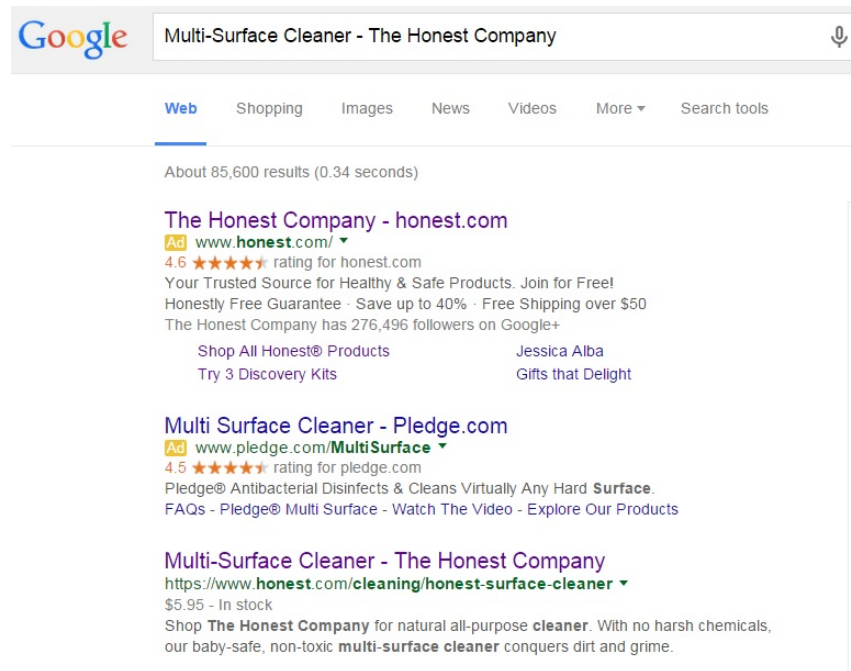 Google
Multi-Surface Cleaner - The Honest Company
Web Shopping Images News Videos More Search tools
About 85,600 results (0.34 seconds)
The Honest Company - honest.com
Ad www.honest.com/
4.6 ★★★★★ rating for honest.com
Your Trusted Source for Healthy & Safe Products. Join for Free!
Honestly Free Guarantee · Save up to 40% · Free Shipping over $50
The Honest Company has 276,496 followers on Google+
Shop All Honest® Products Jessica Alba
Try 3 Discovery Kits Gifts that Delight
Multi Surface Cleaner - Pledge.com
Ad www.pledge.com/MultiSurface
4.5 ★★★★★ rating for pledge.com
Pledge® Antibacterial Disinfects & Cleans Virtually Any Hard Surface.
FAQs - Pledge® Multi Surface - Watch The Video - Explore Our Products
Multi-Surface Cleaner - The Honest Company
https://www.honest.com/cleaning/honest-surface-cleaner
$5.95 - In stock
Shop The Honest Company for natural all-purpose cleaner. With no harsh chemicals,
our baby-safe, non-toxic multi-surface cleaner conquers dirt and grime.